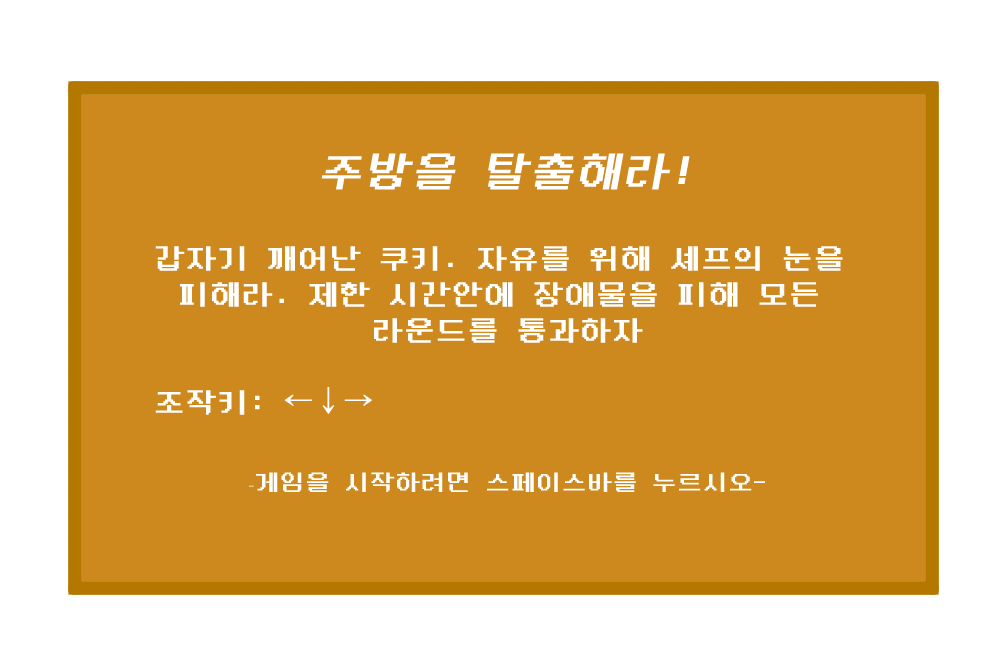 주방을 탈출해라!
갑자기 깨어난 쿠키. 자유를 위해 셰프의 눈을
피해라. 제한 시간안에 장애물을 피해 모든
라운드를 통과하자
조작키: ←↓→
-게임을 시작하려면 스페이스바를 누르시오-